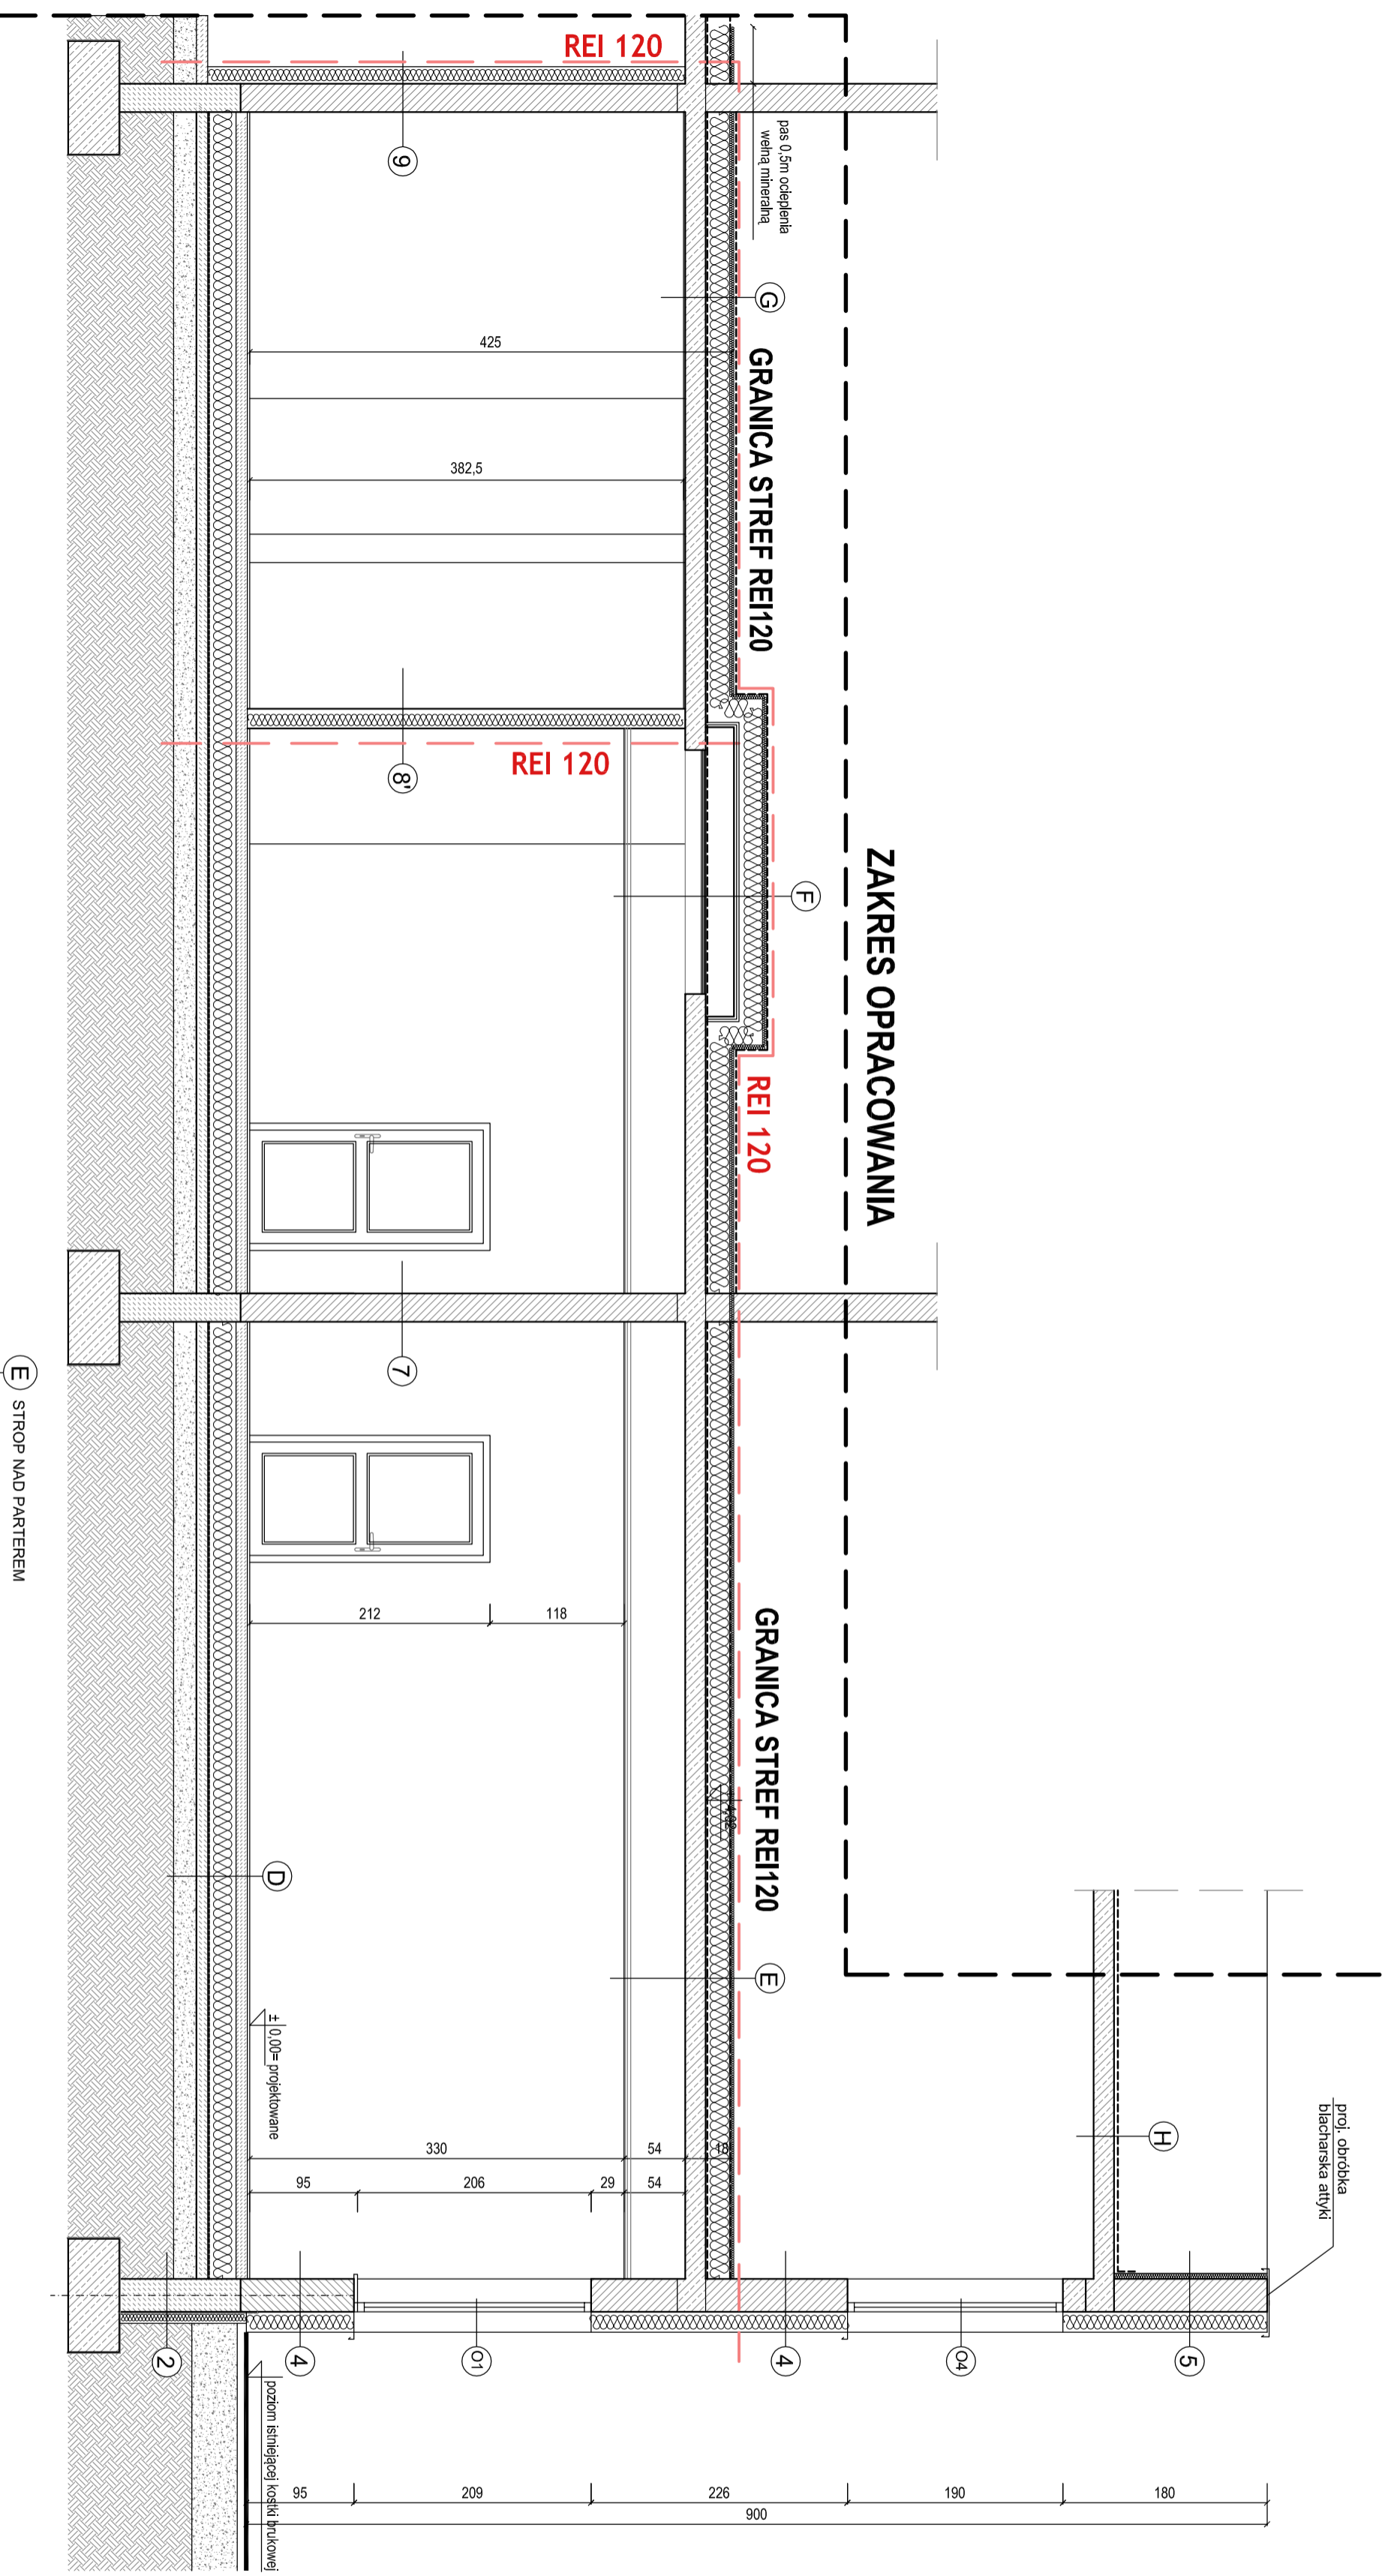 proj. obróbka
blacharska attyki
ZAKRES OPRACOWANIA
H
5
O4
180
190
226
209
95
900
pas 0,5m ocieplenia
wełną mineralną
G
GRANICA STREF REI120
F
REI 120
GRANICA STREF REI120
E
4
REI 120
REI 120
425
382,5
9
8'
7
212
118
D
± 0,00= projektowane
330
54
18
95
206
29
54
O1
4
2
poziom istniejącej kostki brukowej
E STROP NAD PARTEREM